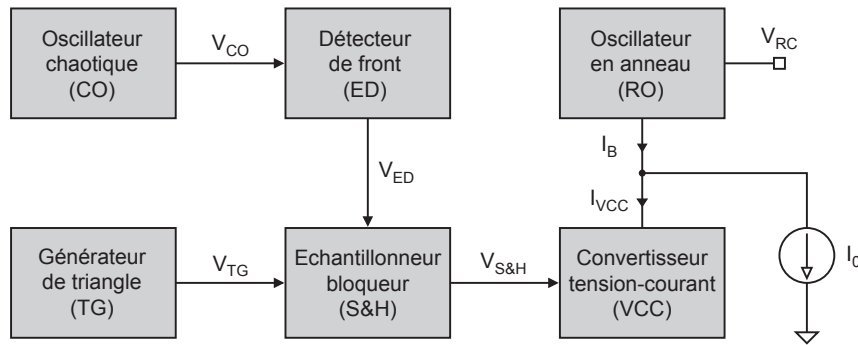 Oscillateur
chaotique
(CO)
V_CO
Détecteur
de front
(ED)
Oscillateur
en anneau
(RO)
V_RC
V_ED
I_B
I_VCC
Générateur
de triangle
(TG)
V_TG
Echantillonneur
bloqueur
(S&H)
V_S&H
Convertisseur
tension-courant
(VCC)
I_0